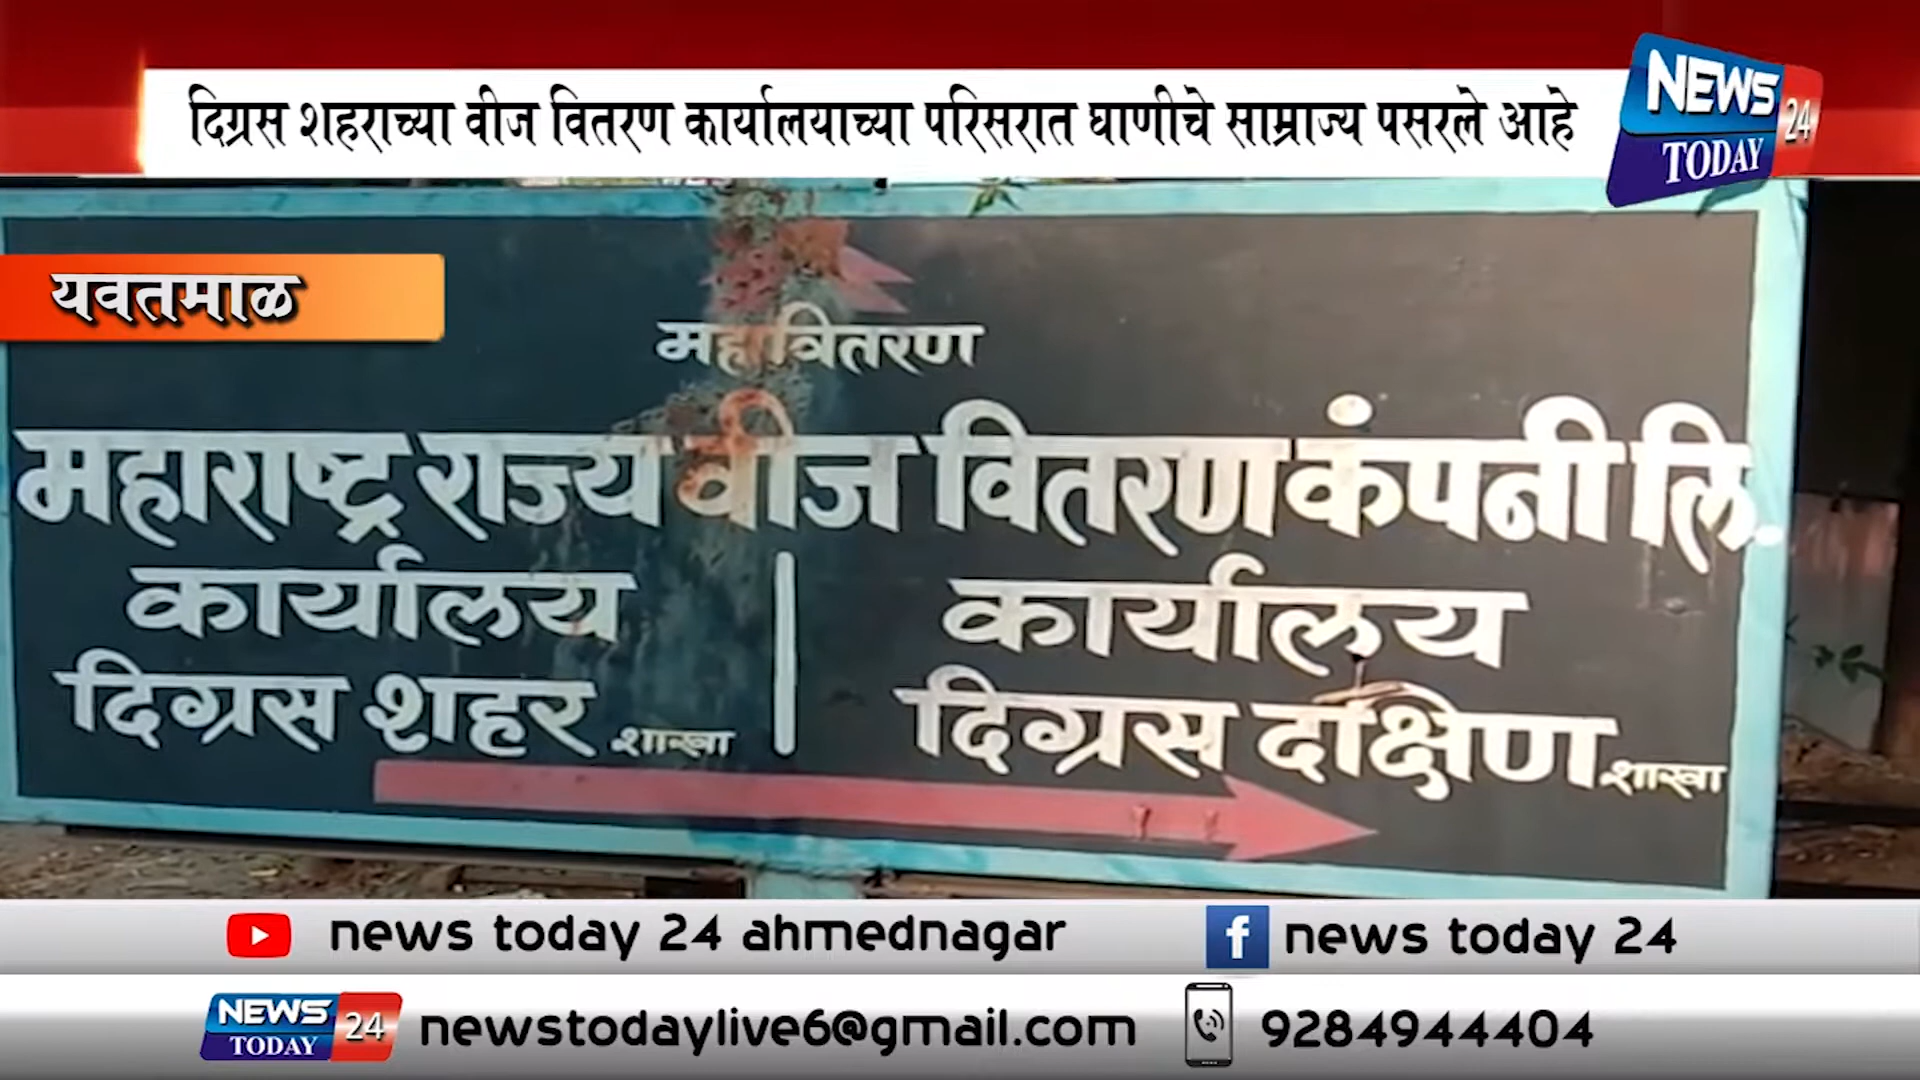 दिग्रस शहराच्या वीज वितरण कार्यालयाच्या परिसरात घाणीचे साम्राज्य पसरले आहे
NEWS
TODAY
24
यवतमाळ
महावितरण
महाराष्ट्र राज्य वीज वितरण कंपनी लि.
कार्यालय
दिग्रस शहर शाखा
कार्यालय
दिग्रस दक्षिण शाखा
news today 24 ahmednagar
news today 24
NEWS
TODAY
24
newstodaylive6@gmail.com
9284944404